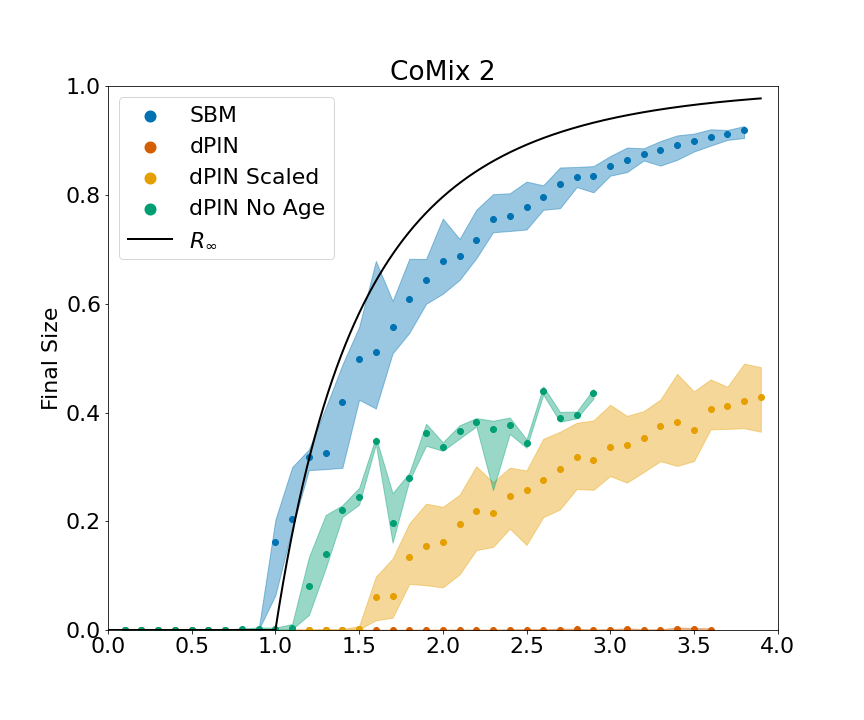 CoMix 2
1.0
0.8
0.6
0.4
0.2
0.0
Final Size
SBM
dPIN
dPIN Scaled
dPIN No Age
R∞
0.0 0.5 1.0 1.5 2.0 2.5 3.0 3.5 4.0